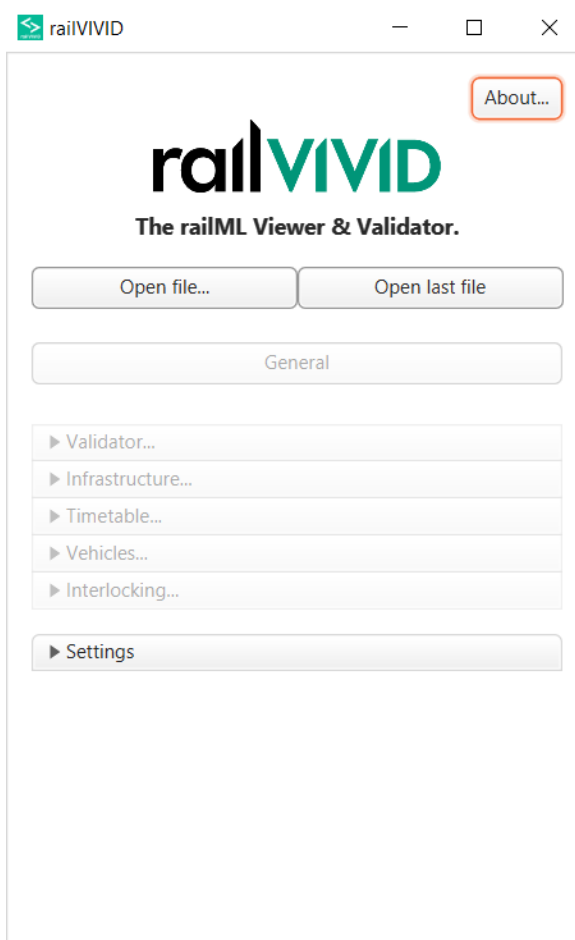 railVIVID
About...
railVIVID
The railML Viewer & Validator.
Open file... Open last file
General
Validator...
Infrastructure...
Timetable...
Vehicles...
Interlocking...
Settings